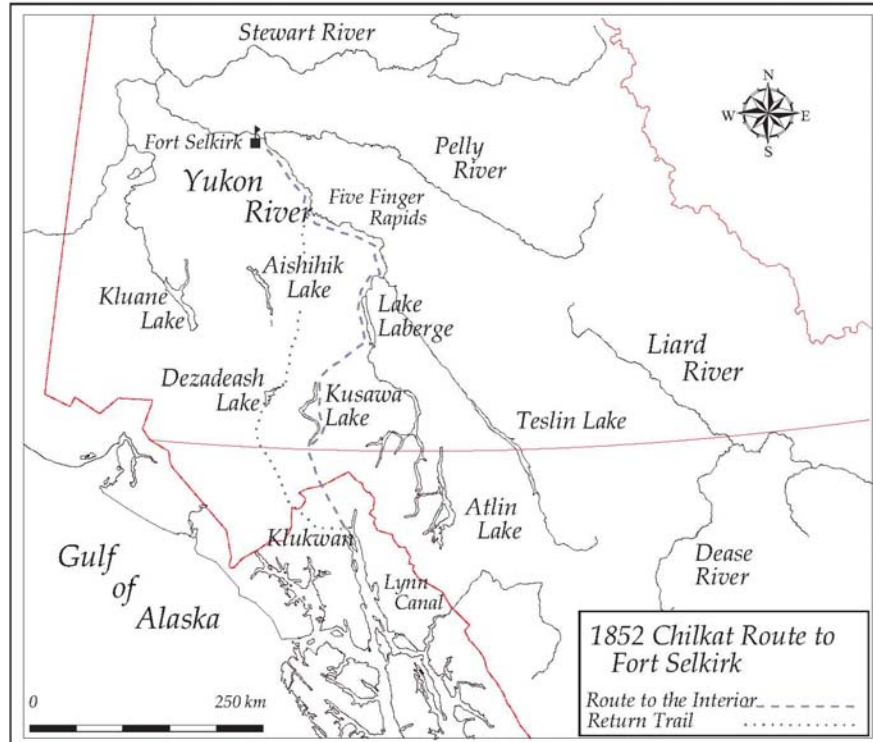 Stewart River
N
W
E
S
Fort Selkirk
Pelly
River
Yukon
River
Five Finger
Rapids
Aishihik
Lake
Kluane
Lake
Lake
Laberge
Liard
River
Dezadeash
Lake
Kusawa
Lake
Teslin Lake
Atlin
Lake
Klukwan
Gulf
of
Alaska
Lynn
Canal
Dease
River
1852 Chilkat Route to
Fort Selkirk
Route to the Interior
Return Trail
0 250 km